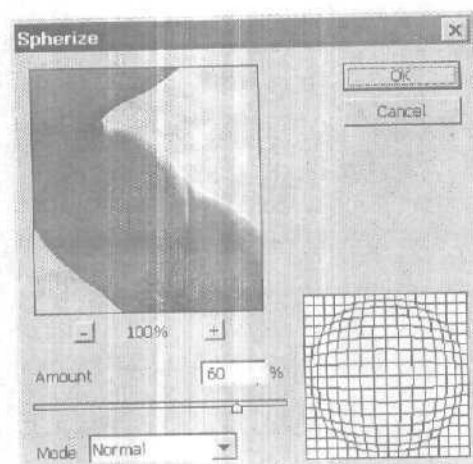 Spherize
OK
Cancel
- 100% +
Amount 60 %
Mode Normal